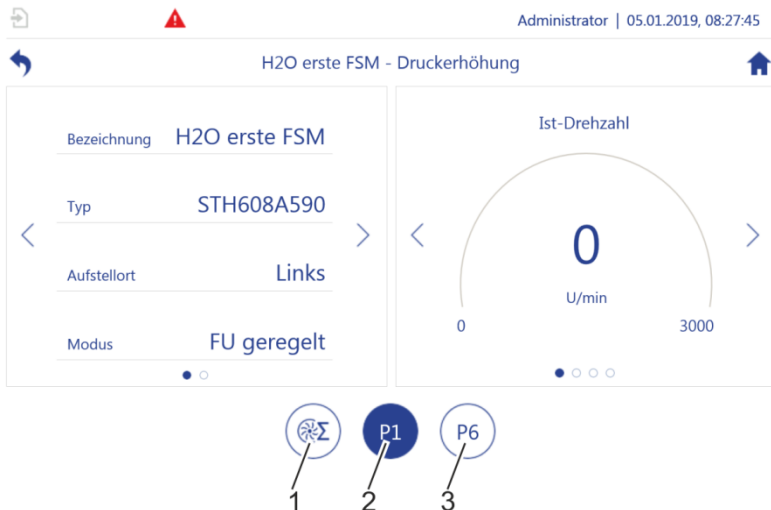 Administrator | 05.01.2019, 08:27:45
H2O erste FSM - Druckerhöhung
Bezeichnung H2O erste FSM
Typ STH608A590
Aufstellort Links
Modus FU geregelt
Ist-Drehzahl
0
U/min
0 3000
Σ P1 P6
1 2 3